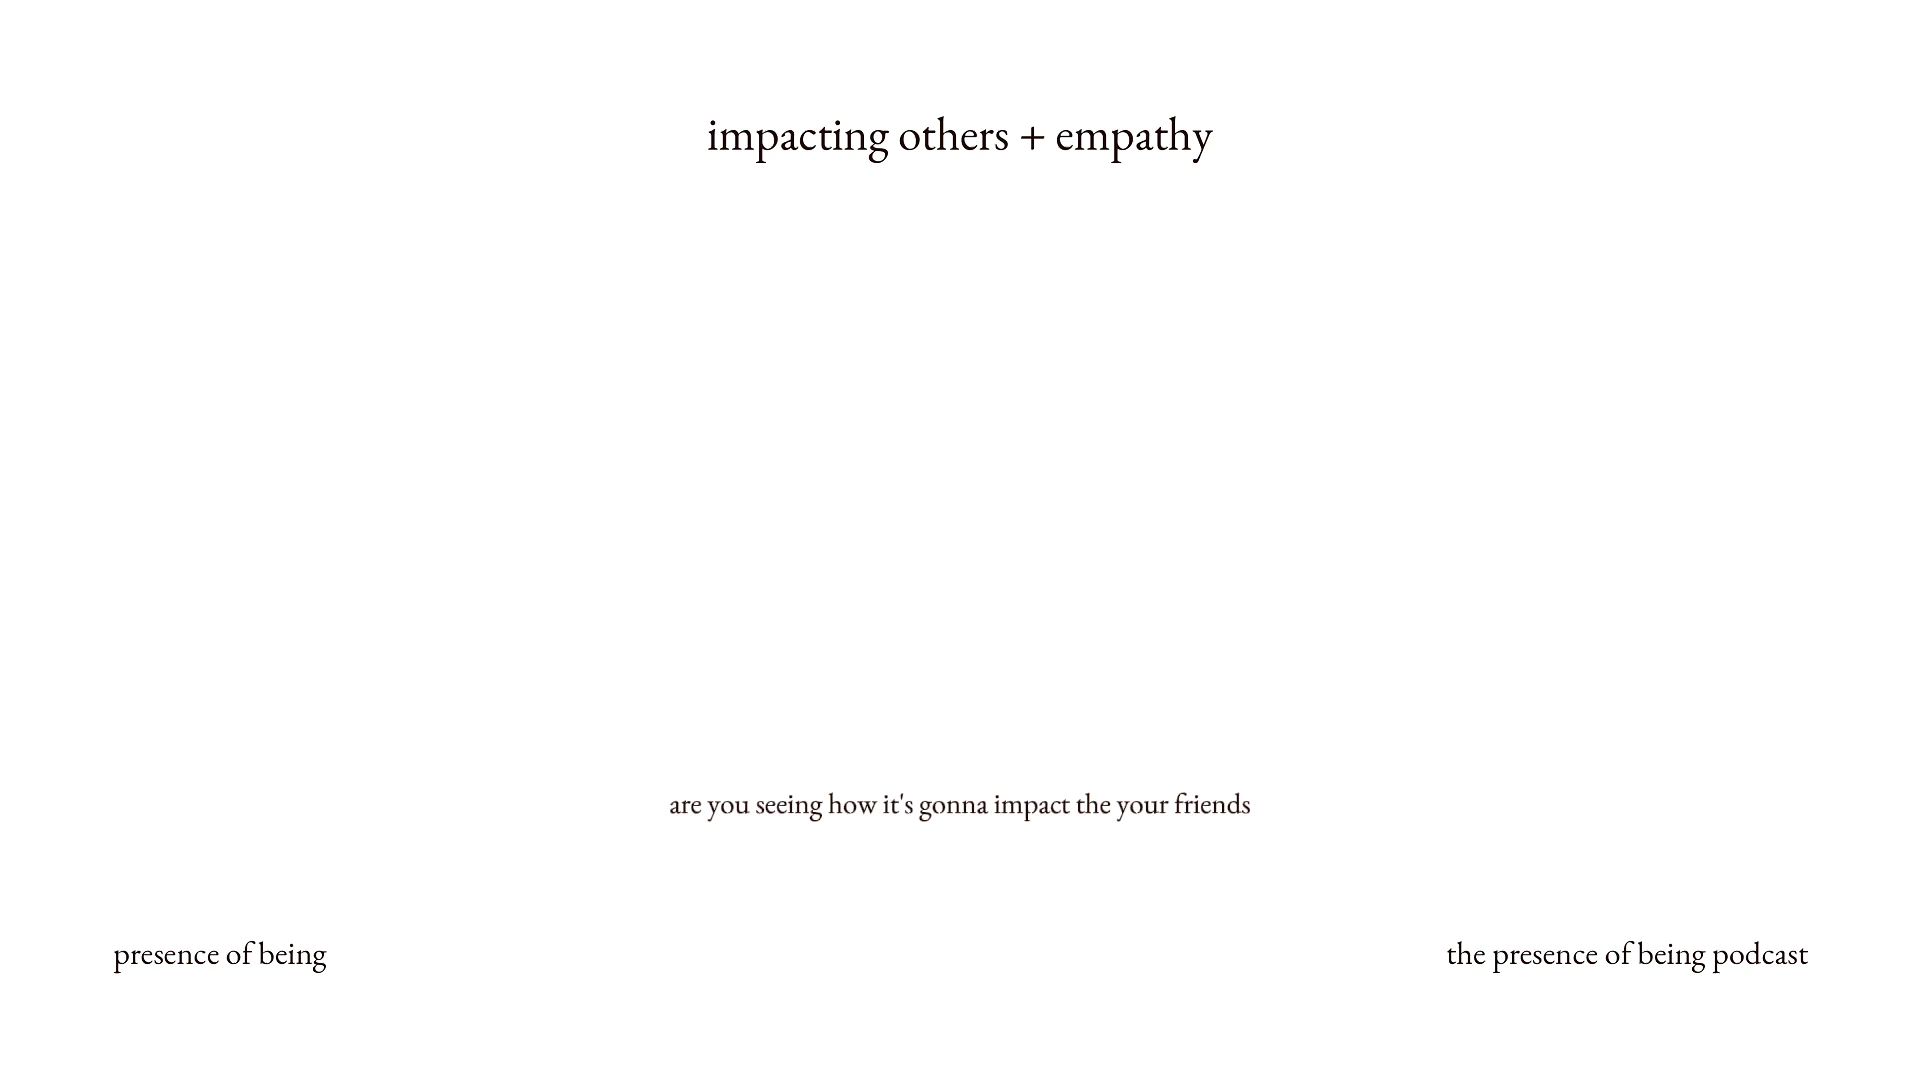 impacting others + empathy
are you seeing how it's gonna impact the your friends
presence of being
the presence of being podcast